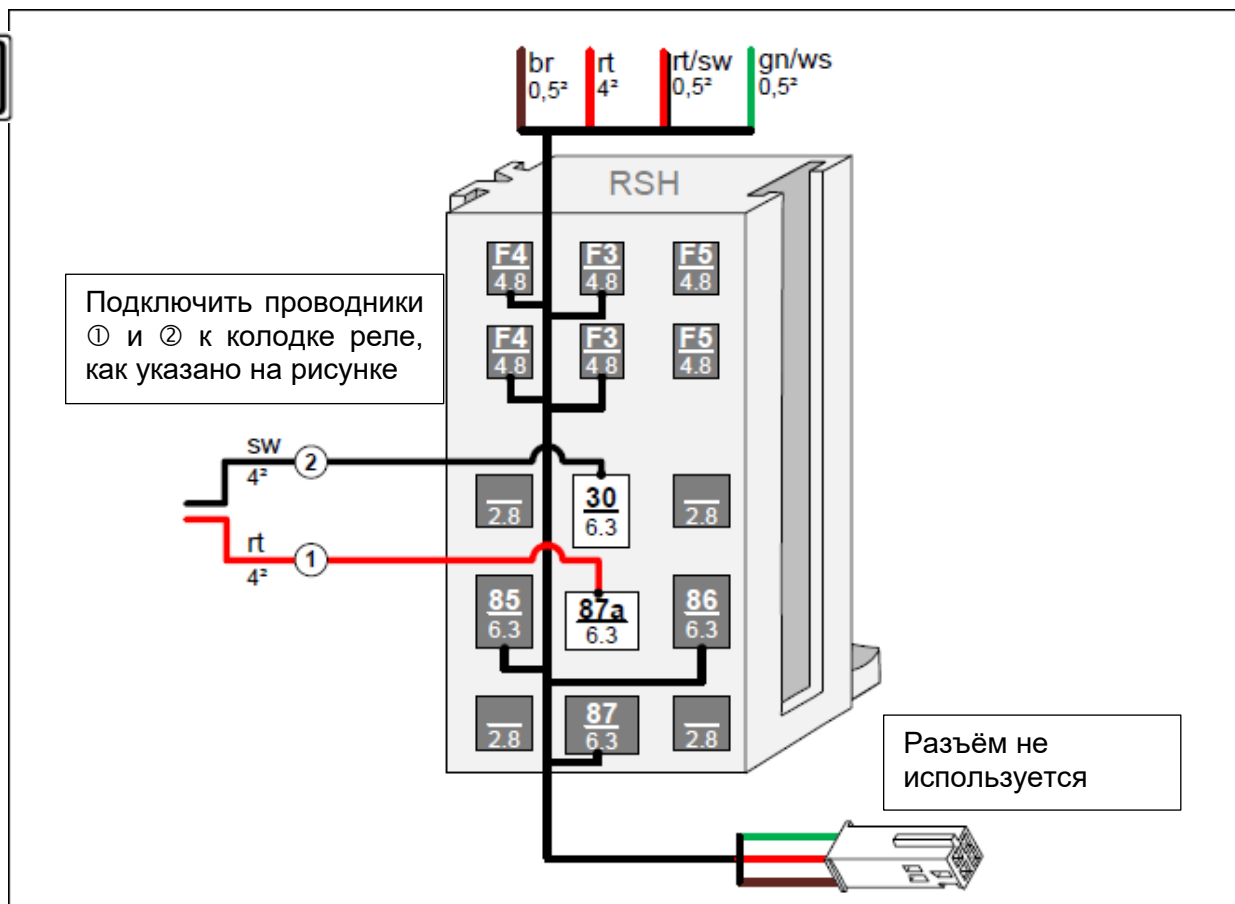 br rt rt/sw gn/ws
0,5² 4² 0,5² 0,5²
RSH
F4 F3 F5
4.8 4.8 4.8
Подключить проводники
① и ② к колодке реле,
как указано на рисунке
F4 F3 F5
4.8 4.8 4.8
sw
4²
2
30
2.8 6.3 2.8
rt
4²
1
85 87a 86
6.3 6.3 6.3
87
2.8 6.3 2.8
Разъём не
используется